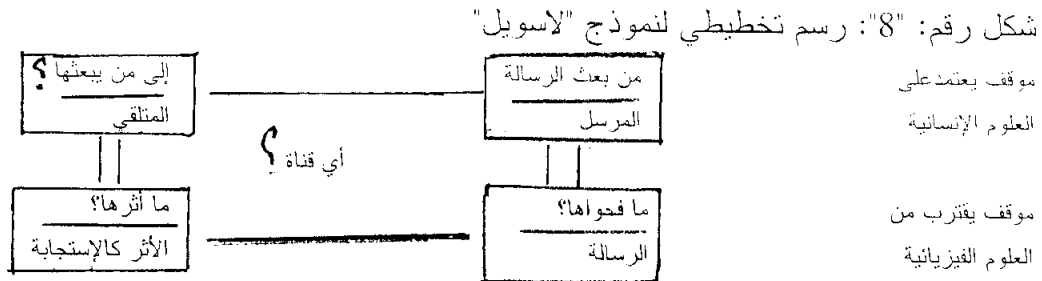 شكل رقم: "8": رسم تخطيطي لنموذج "لاسويل"
موقف يعتمد على
العلوم الإنسانية
من بعث الرسالة
المرسل
إلى من يبعثها ؟
المتلقي
أي قناة ؟
موقف يقترب من
العلوم الفيزيائية
ما فحواها؟
الرسالة
ما أثرها؟
الأثر كالإستجابة